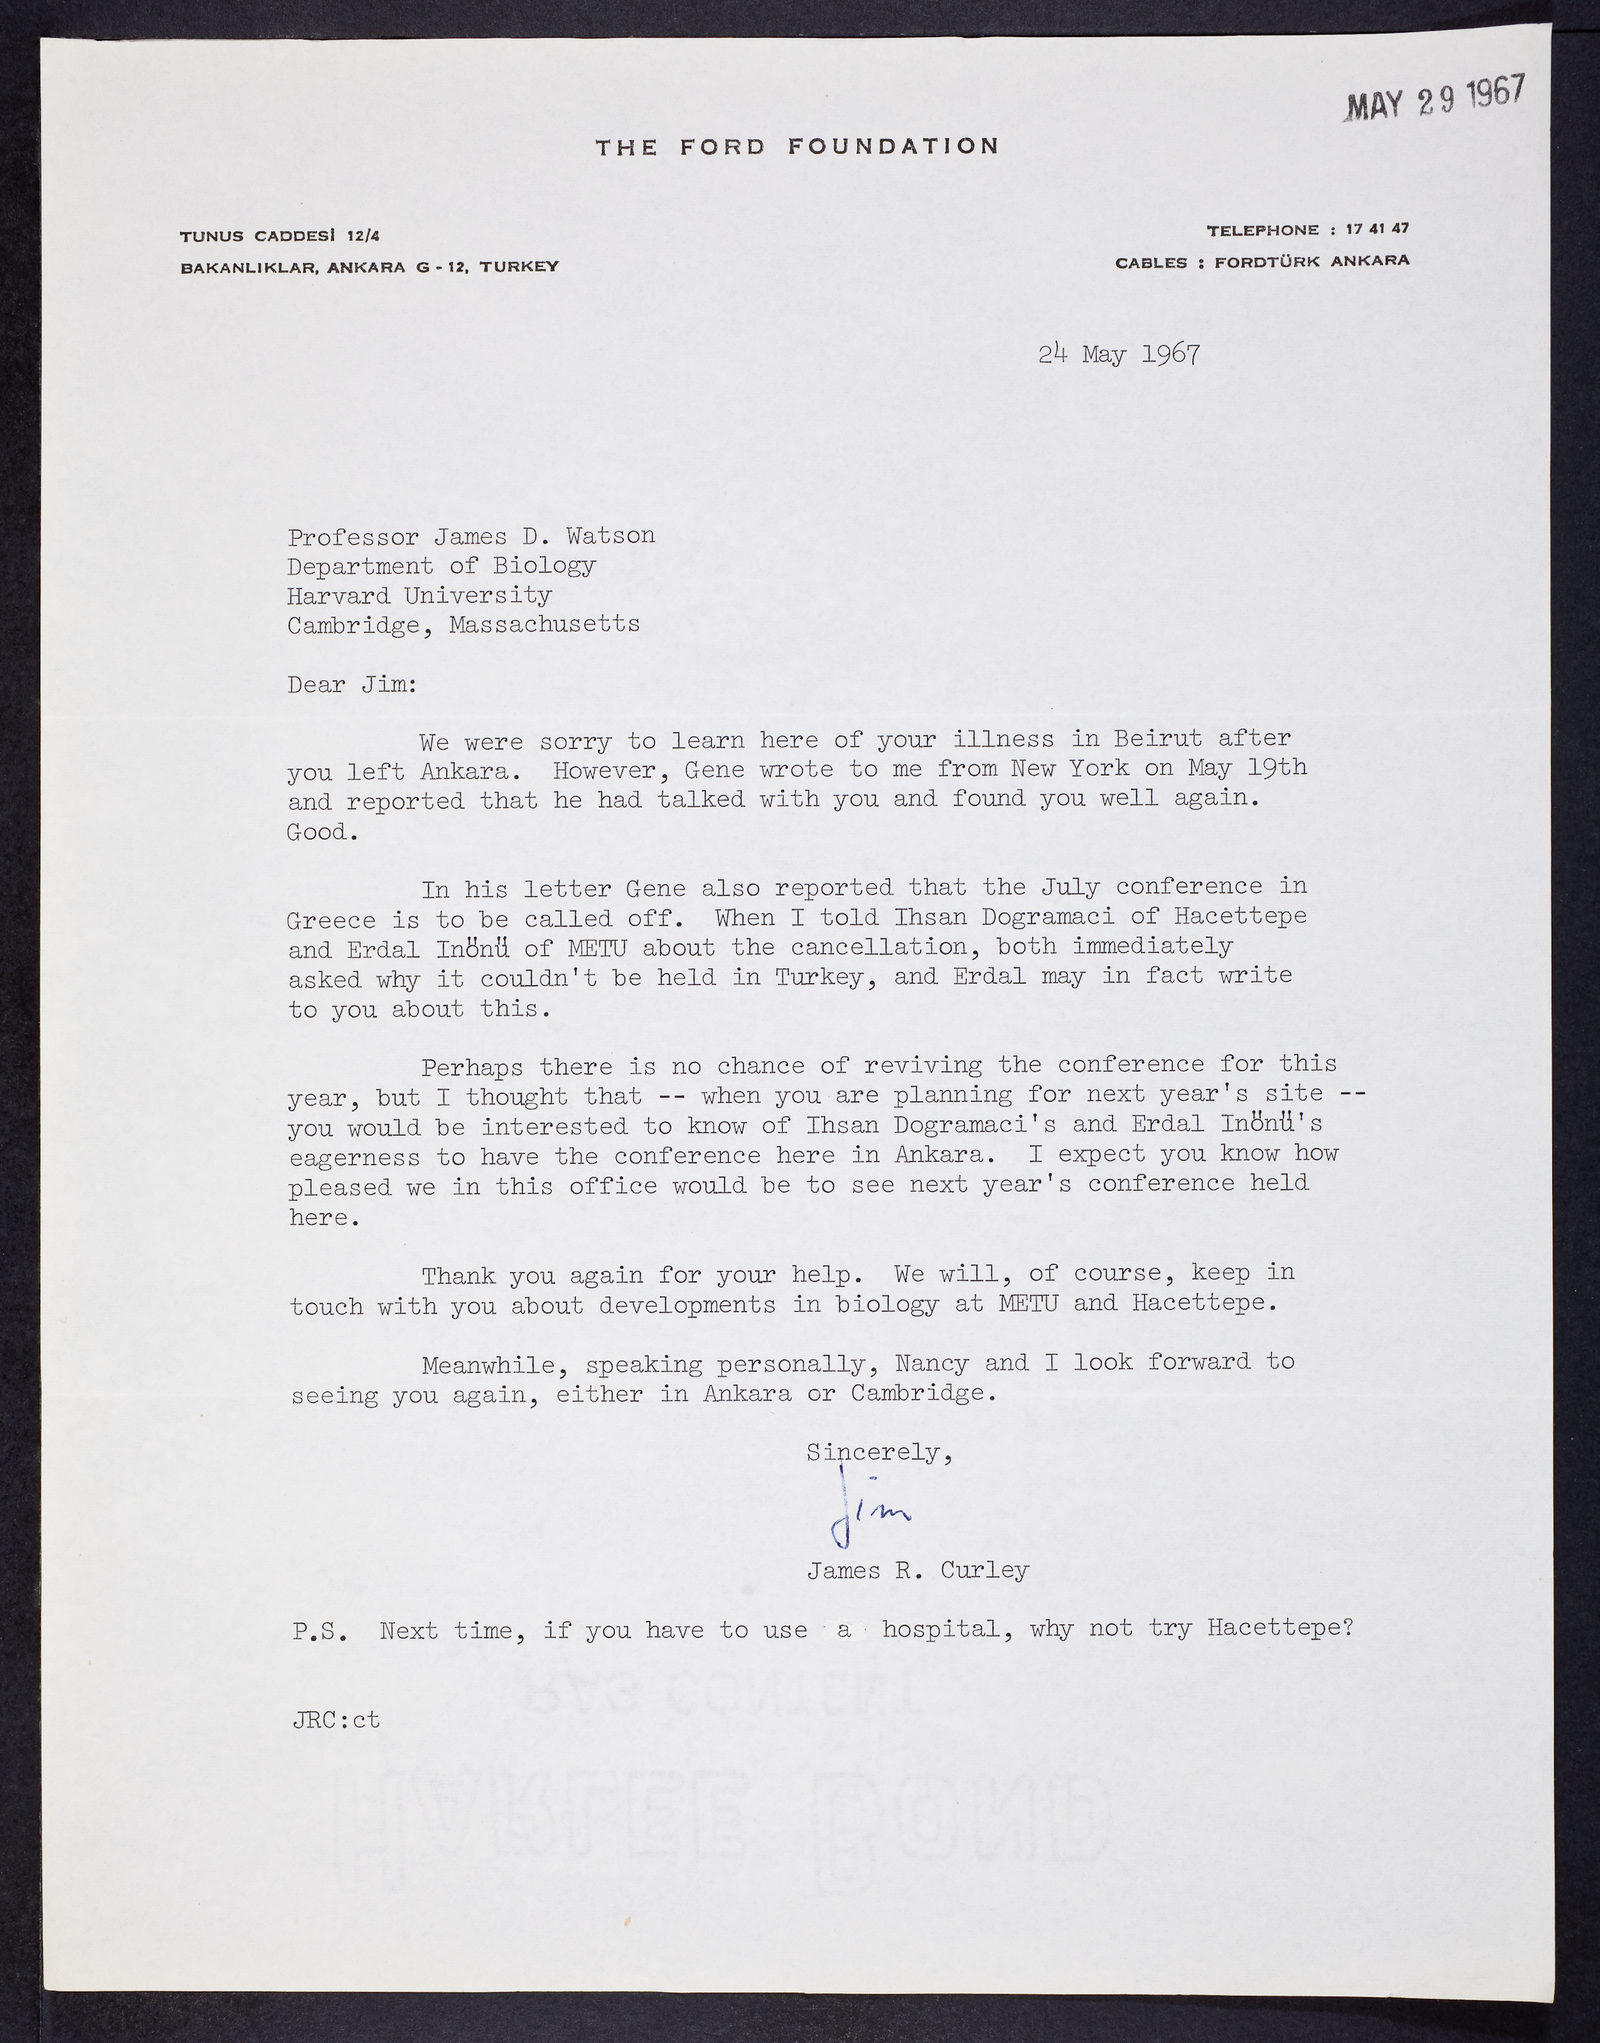 MAY 29 1967
THE FORD FOUNDATION
TUNUS CADDESİ 12/4
BAKANLIKLAR, ANKARA G - 12, TURKEY
TELEPHONE : 17 41 47
CABLES : FORDTÜRK ANKARA
24 May 1967
Professor James D. Watson
Department of Biology
Harvard University
Cambridge, Massachusetts
Dear Jim:
We were sorry to learn here of your illness in Beirut after
you left Ankara. However, Gene wrote to me from New York on May 19th
and reported that he had talked with you and found you well again.
Good.
In his letter Gene also reported that the July conference in
Greece is to be called off. When I told Ihsan Dogramaci of Hacettepe
and Erdal Inönü of METU about the cancellation, both immediately
asked why it couldn't be held in Turkey, and Erdal may in fact write
to you about this.
Perhaps there is no chance of reviving the conference for this
year, but I thought that -- when you are planning for next year's site --
you would be interested to know of Ihsan Dogramaci's and Erdal Inönü's
eagerness to have the conference here in Ankara. I expect you know how
pleased we in this office would be to see next year's conference held
here.
Thank you again for your help. We will, of course, keep in
touch with you about developments in biology at METU and Hacettepe.
Meanwhile, speaking personally, Nancy and I look forward to
seeing you again, either in Ankara or Cambridge.
Sincerely,
Jim
James R. Curley
P.S. Next time, if you have to use a hospital, why not try Hacettepe?
RAG CONTENT
JRC:ct
HARLEE BOND